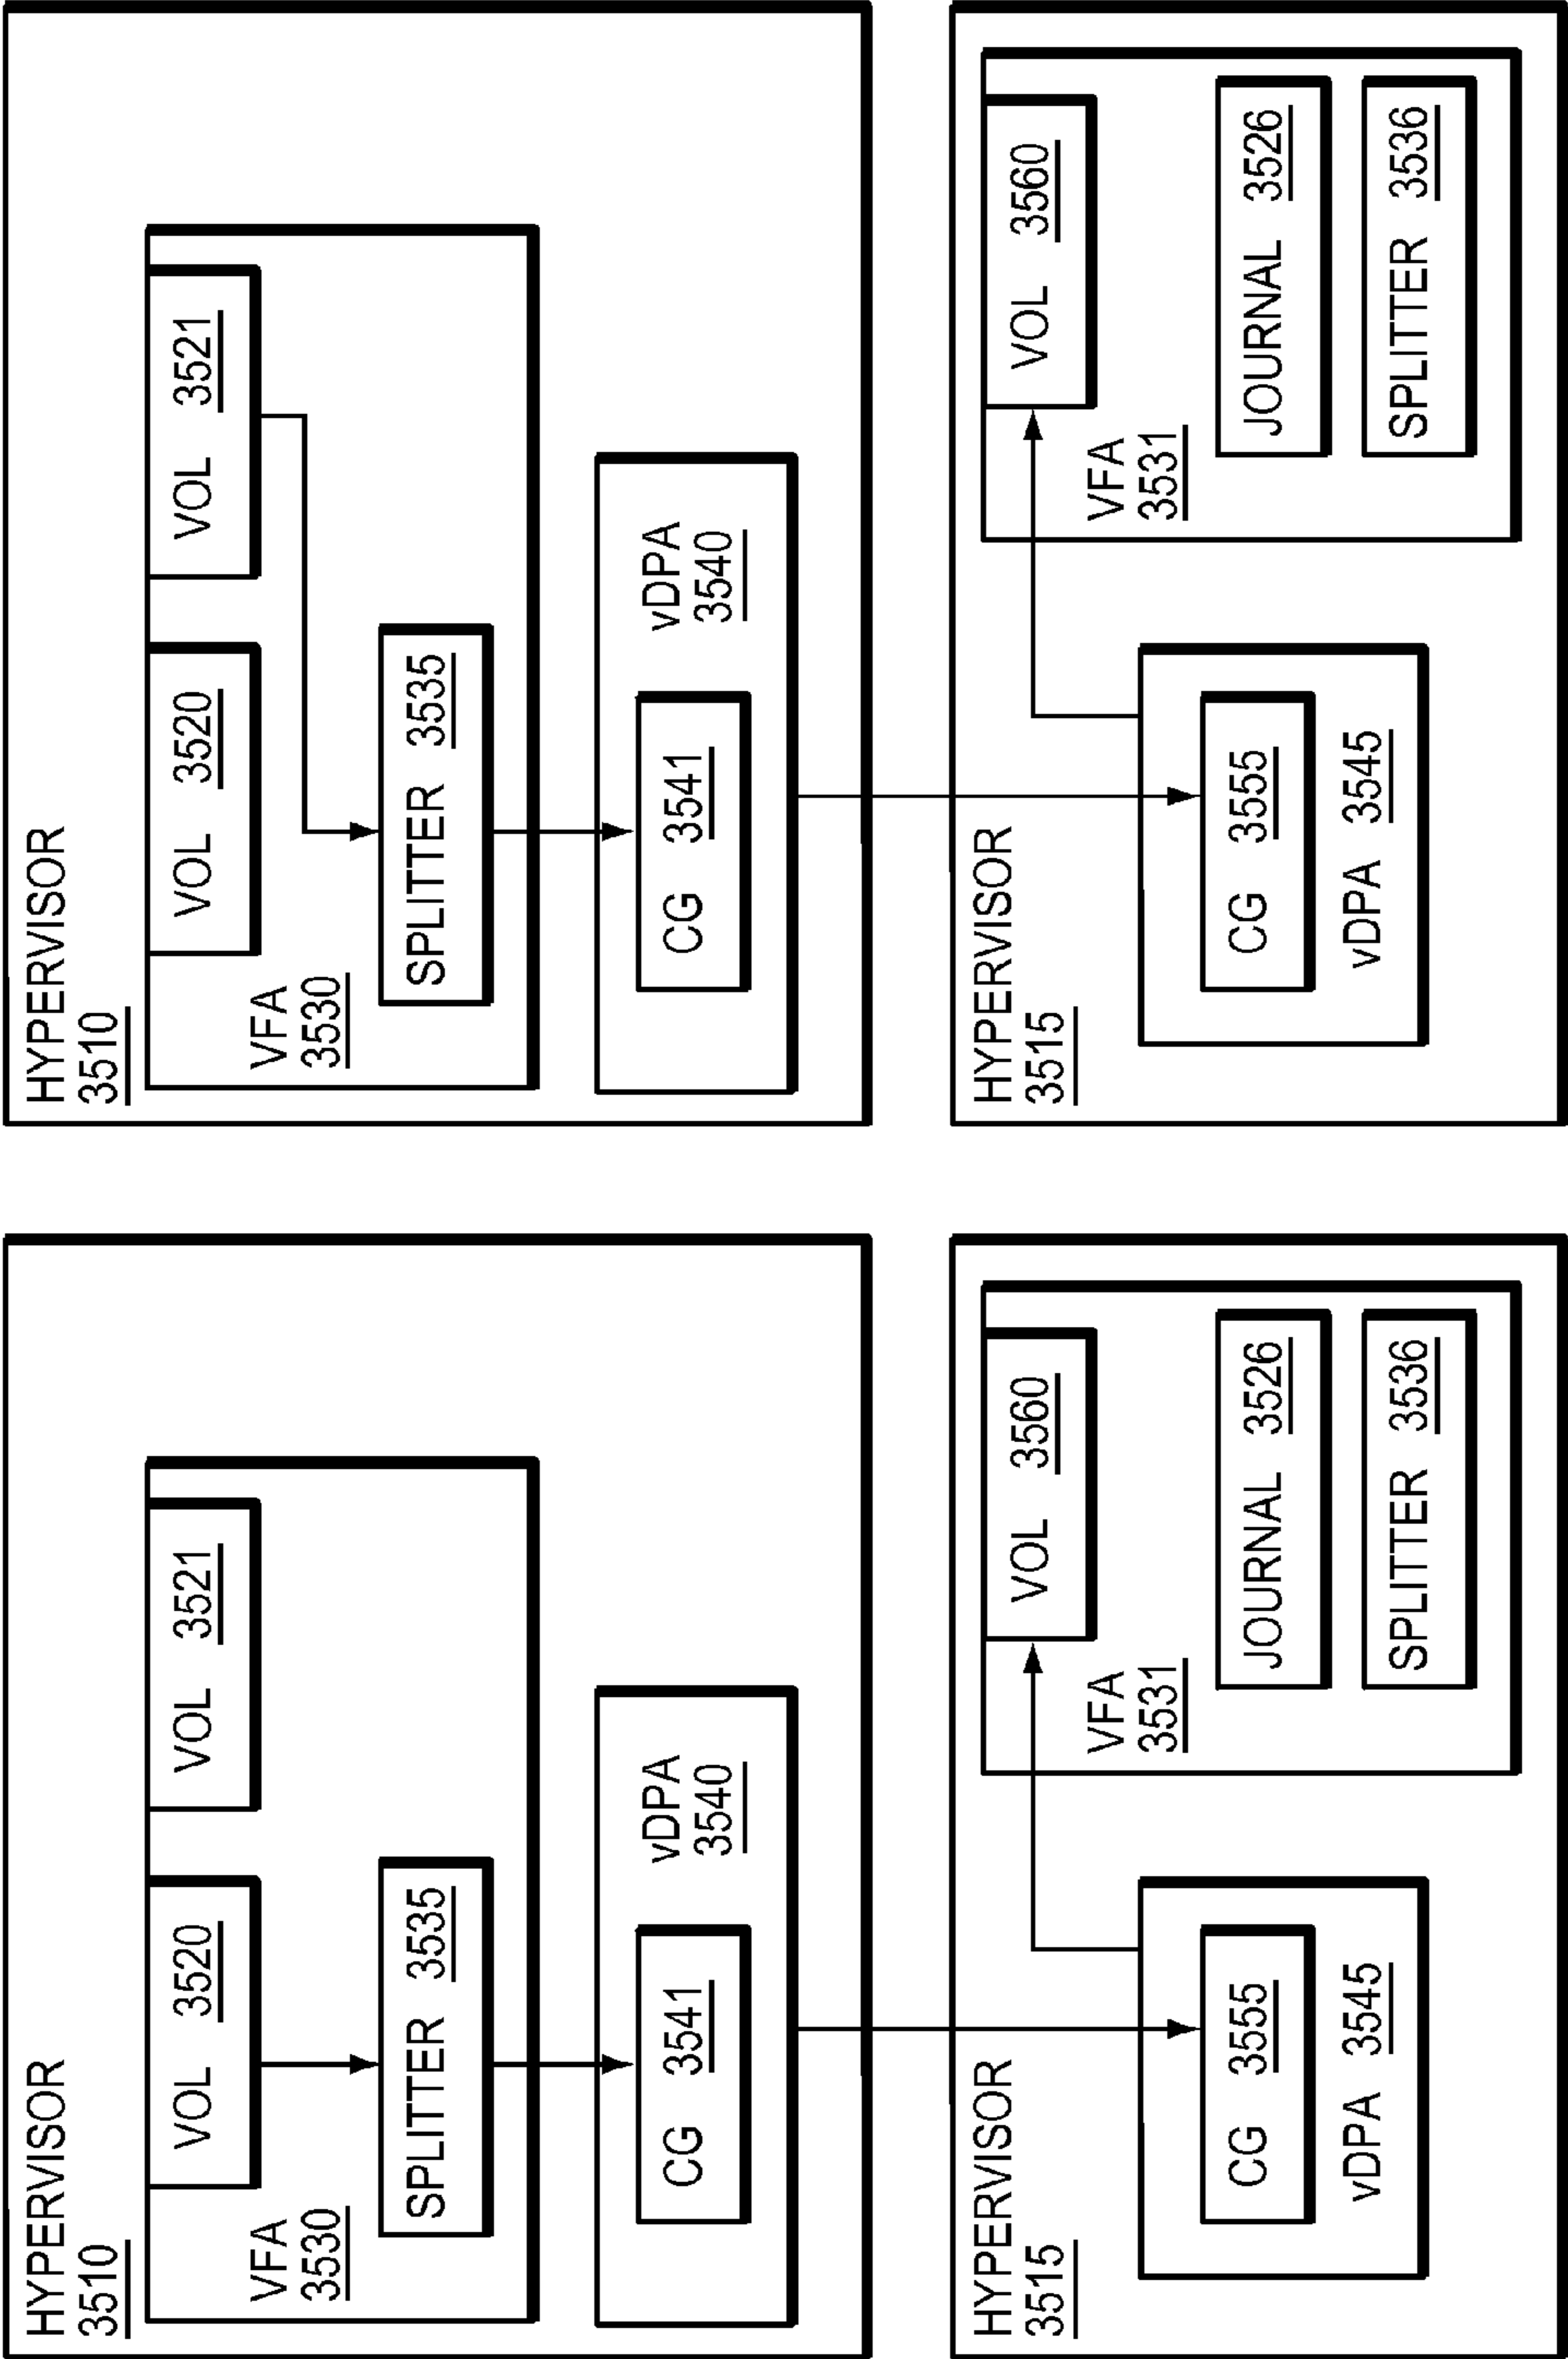 HYPERVISOR
3510
VOL 3520
VOL 3521
VFA
3530
SPLITTER 3535
CG 3541
vDPA
3540
HYPERVISOR
3515
CG 3555
vDPA 3545
VOL 3560
VFA
3531
JOURNAL 3526
SPLITTER 3536
HYPERVISOR
3510
VOL 3520
VOL 3521
VFA
3530
SPLITTER 3535
CG 3541
vDPA
3540
HYPERVISOR
3515
CG 3555
vDPA 3545
VOL 3560
VFA
3531
JOURNAL 3526
SPLITTER 3536